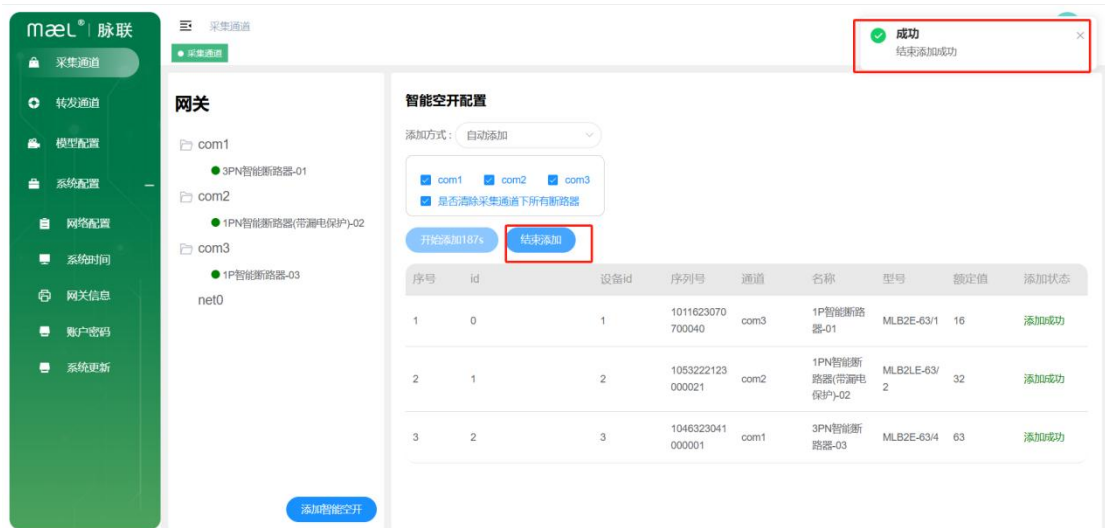 mæL® | 脉联
采集通道
转发通道
模型配置
系统配置
网络配置
系统时间
网关信息
账户密码
系统更新
采集通道
采集通道
成功
结束添加成功
网关
com1
3PN智能断路器-01
com2
1PN智能断路器(带漏电保护)-02
com3
1P智能断路器-03
net0
添加智能空开
智能空开配置
添加方式： 自动添加
com1 com2 com3
是否清除采集通道下所有断路器
开始添加187s 结束添加
序号 id 设备id 序列号 通道 名称 型号 额定值 添加状态
1 0 1 1011623070 com3 1P智能断路 MLB2E-63/1 16 添加成功
700040 器-01
1PN智能断
2 1 2 1053222123 com2 路器(带漏电 MLB2LE-63/ 32 添加成功
000021 保护)-02 2
3 2 3 1046323041 com1 3PN智能断 MLB2E-63/4 63 添加成功
000001 路器-03